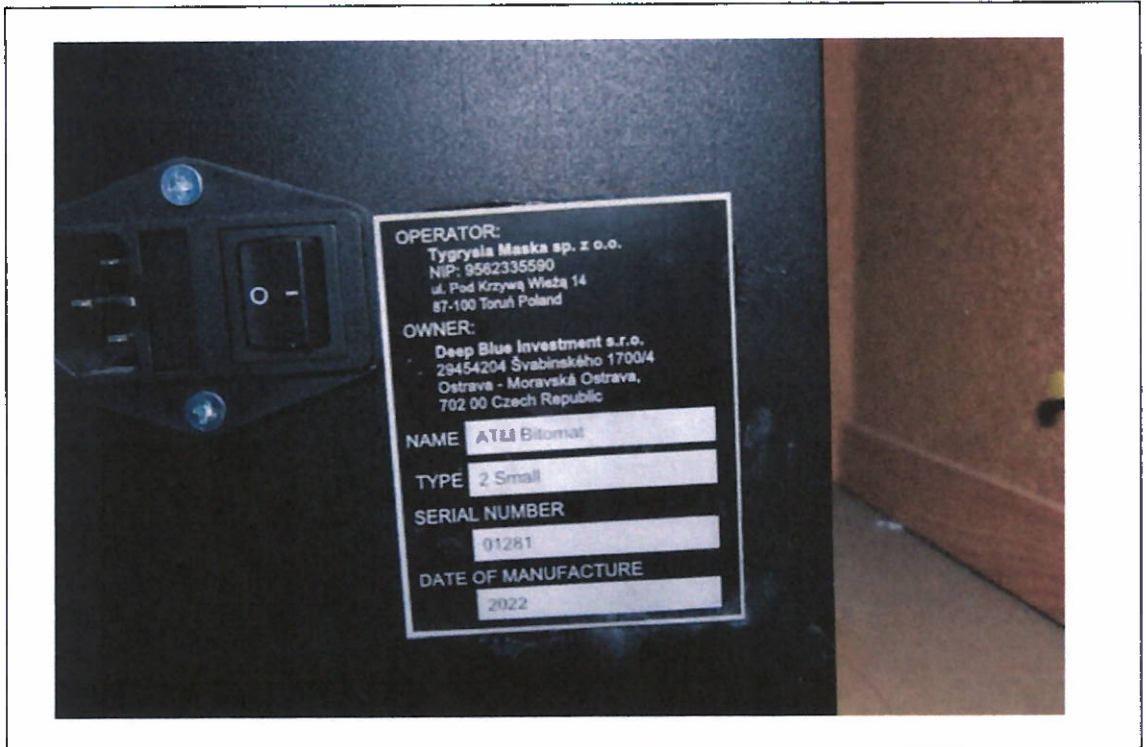 OPERATOR:
Tygrysia Maska sp. z o.o.
NIP: 9562335590
ul. Pod Krzywą Wieżą 14
87-100 Toruń Poland
OWNER:
Deep Blue Investment s.r.o.
29454204 Švabinského 1700/4
Ostrava - Moravská Ostrava,
702 00 Czech Republic
NAME ATM Bitomat
TYPE 2 Small
SERIAL NUMBER
01281
DATE OF MANUFACTURE
2022